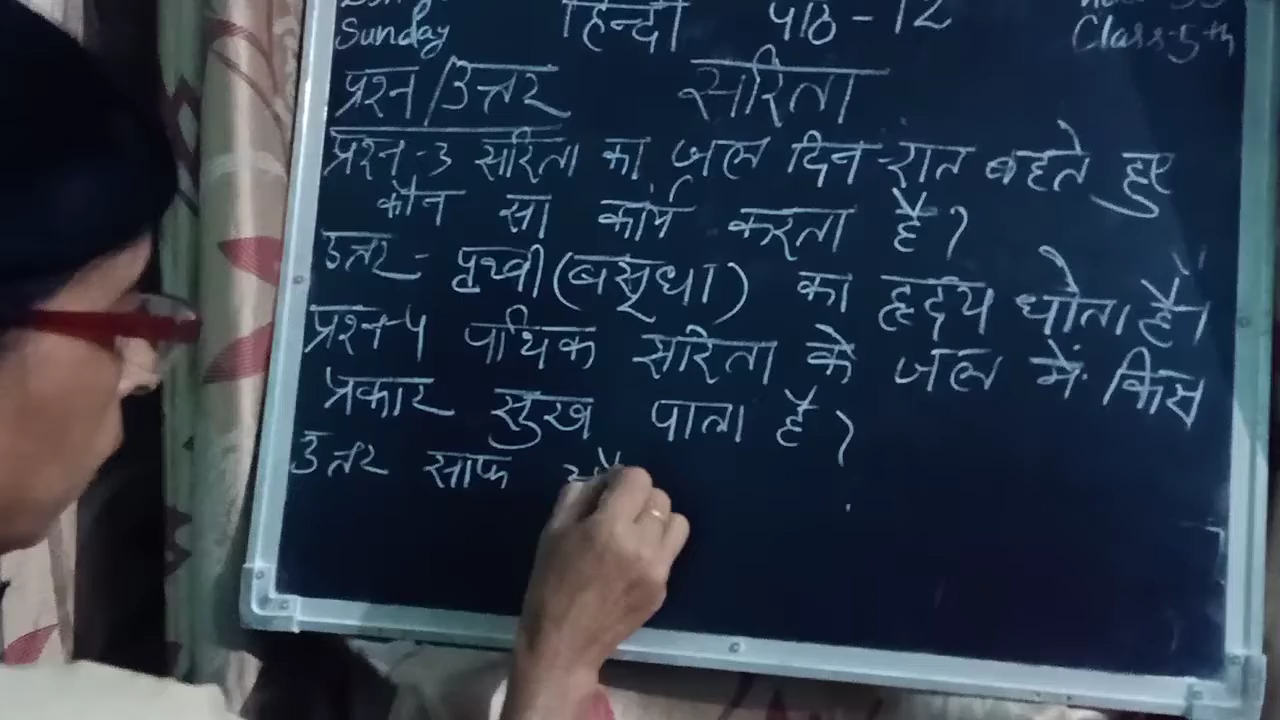 Sunday हिन्दी पाठ - 12 Class-5th
प्रश्न/उत्तर सरिता
प्रश्न-3 सरिता का जल दिन-रात बहते हुए
कौन सा कार्य करता है?
उत्तर- पृथ्वी(बसूधा) का हृदय धोता है।
प्रश्न-4 पथिक सरिता के जल में किस
प्रकार सुख पाता है?
उत्तर साफ